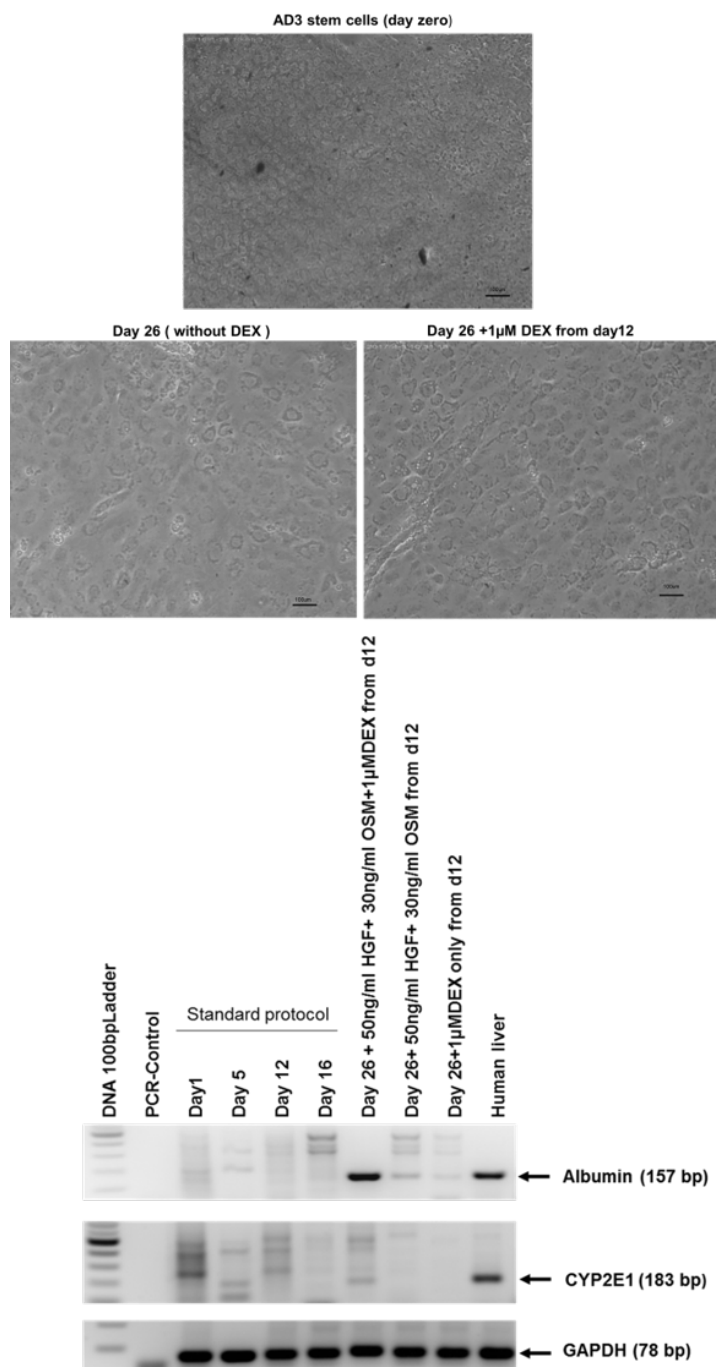 AD3 stem cells (day zero)
100µm
Day 26 ( without DEX )
Day 26 +1µM DEX from day12
100µm
100µm
DNA 100bpLadder
PCR-Control
Standard protocol
Day1
Day 5
Day 12
Day 16
Day 26 + 50ng/ml HGF+ 30ng/ml OSM+1µMDEX from d12
Day 26+ 50ng/ml HGF+ 30ng/ml OSM from d12
Day 26+1µMDEX only from d12
Human liver
Albumin (157 bp)
CYP2E1 (183 bp)
GAPDH (78 bp)